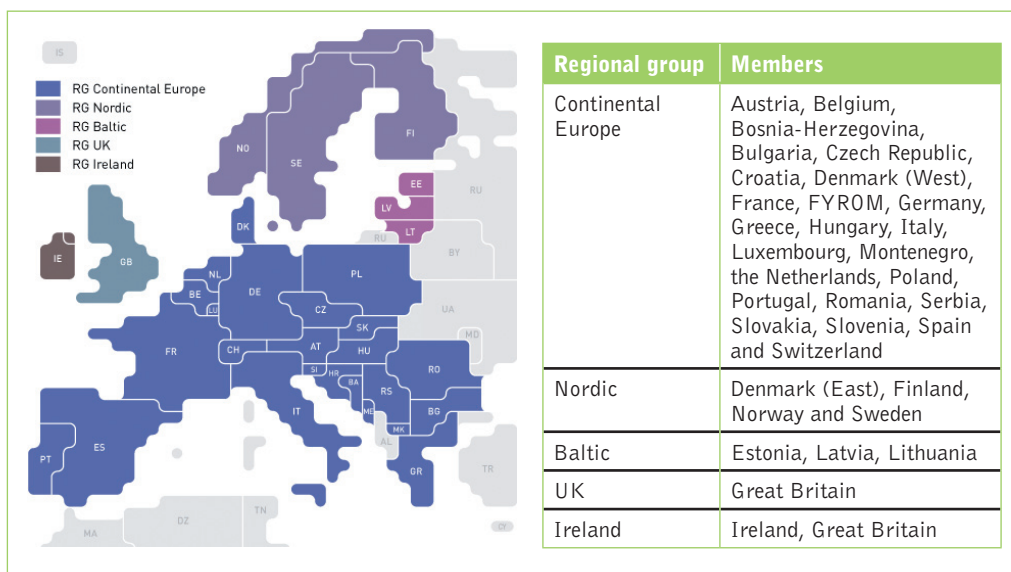 IS
RG Continental Europe
RG Nordic
RG Baltic
RG UK
RG Ireland
NO
SE
FI
EE
LV
LT
RU
RU
BY
DK
IE
GB
NL
BE
LU
DE
PL
CZ
SK
UA
MD
FR
CH
AT
HU
SI
HR
BA
RS
RO
ME
MK
BG
AL
IT
PT
ES
GR
TR
MA
DZ
TN
CY
Regional group Members
Continental Europe Austria, Belgium,
Bosnia-Herzegovina,
Bulgaria, Czech Republic,
Croatia, Denmark (West),
France, FYROM, Germany,
Greece, Hungary, Italy,
Luxembourg, Montenegro,
the Netherlands, Poland,
Portugal, Romania, Serbia,
Slovakia, Slovenia, Spain
and Switzerland
Nordic Denmark (East), Finland,
Norway and Sweden
Baltic Estonia, Latvia, Lithuania
UK Great Britain
Ireland Ireland, Great Britain